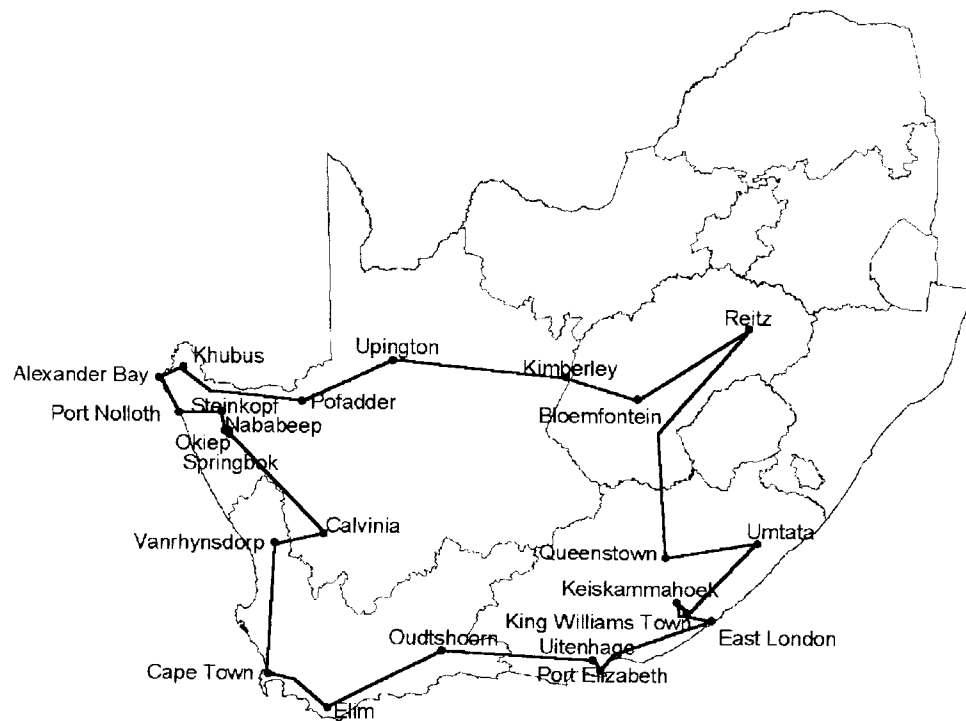 Reitz
Khubus
Upington
Alexander Bay
Kimberley
Pofadder
Port Nolloth
Steinkopf
Bloemfontein
Nababeep
Okiep
Springbok
Calvinia
Vanrhynsdorp
Umtata
Queenstown
Keiskammahoek
King Williams Town
East London
Oudtshoorn
Uitenhage
Cape Town
Port Elizabeth
Elim